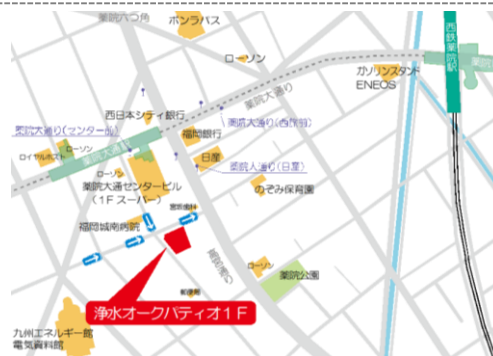 薬院六つ角
ボンラパス
ローソン
西鉄薬院駅
薬院大通り
ガソリンスタンド
ENEOS
西日本シティ銀行
薬院大通り(センター前)
福岡銀行
薬院大通り(西鉄前)
ローソン
ロイヤルホスト
薬院大通駅
日産
薬院大通り(日産)
ローソン
薬院大通センタービル
(1F スーパー)
のぞみ保育園
福岡城南病院
ローソン
薬院公園
郵便局
浄水オークパティオ1F
九州エネルギー館
電気資料館